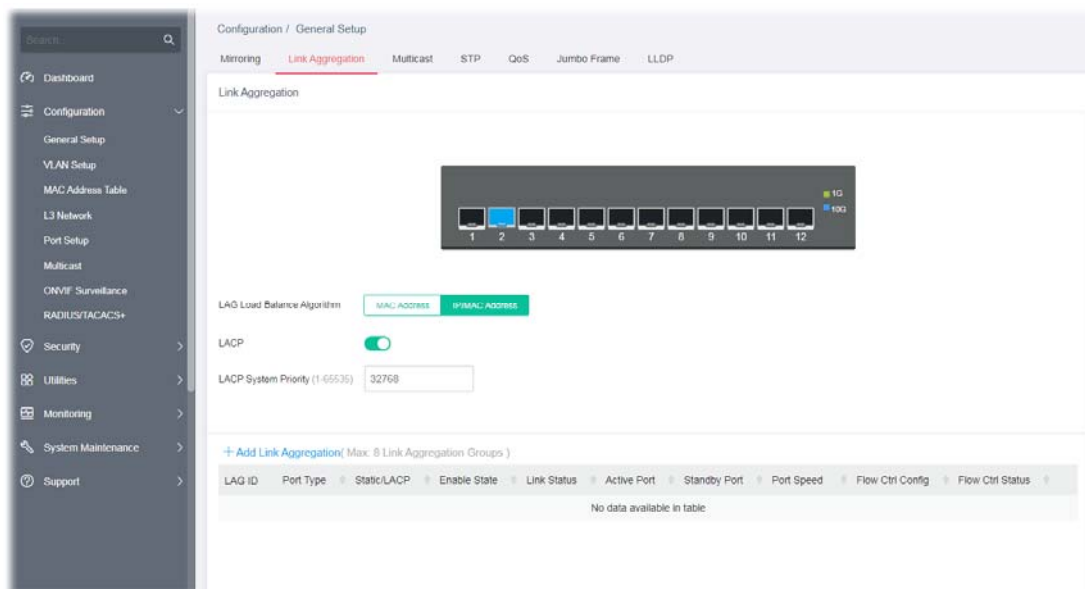 Search
Configuration / General Setup
Mirroring Link Aggregation Multicast STP QoS Jumbo Frame LLDP
Dashboard
Configuration
General Setup
VLAN Setup
MAC Address Table
L3 Network
Port Setup
Multicast
ONVIF Surveillance
RADIUS/TACACS+
Security
Utilities
Monitoring
System Maintenance
Support
Link Aggregation
1G
10G
1 2 3 4 5 6 7 8 9 10 11 12
LAG Load Balance Algorithm MAC Address IP/MAC Address
LACP
LACP System Priority (1-65535) 32768
+ Add Link Aggregation( Max. 8 Link Aggregation Groups )
LAG ID Port Type Static/LACP Enable State Link Status Active Port Standby Port Port Speed Flow Ctrl Config Flow Ctrl Status
No data available in table